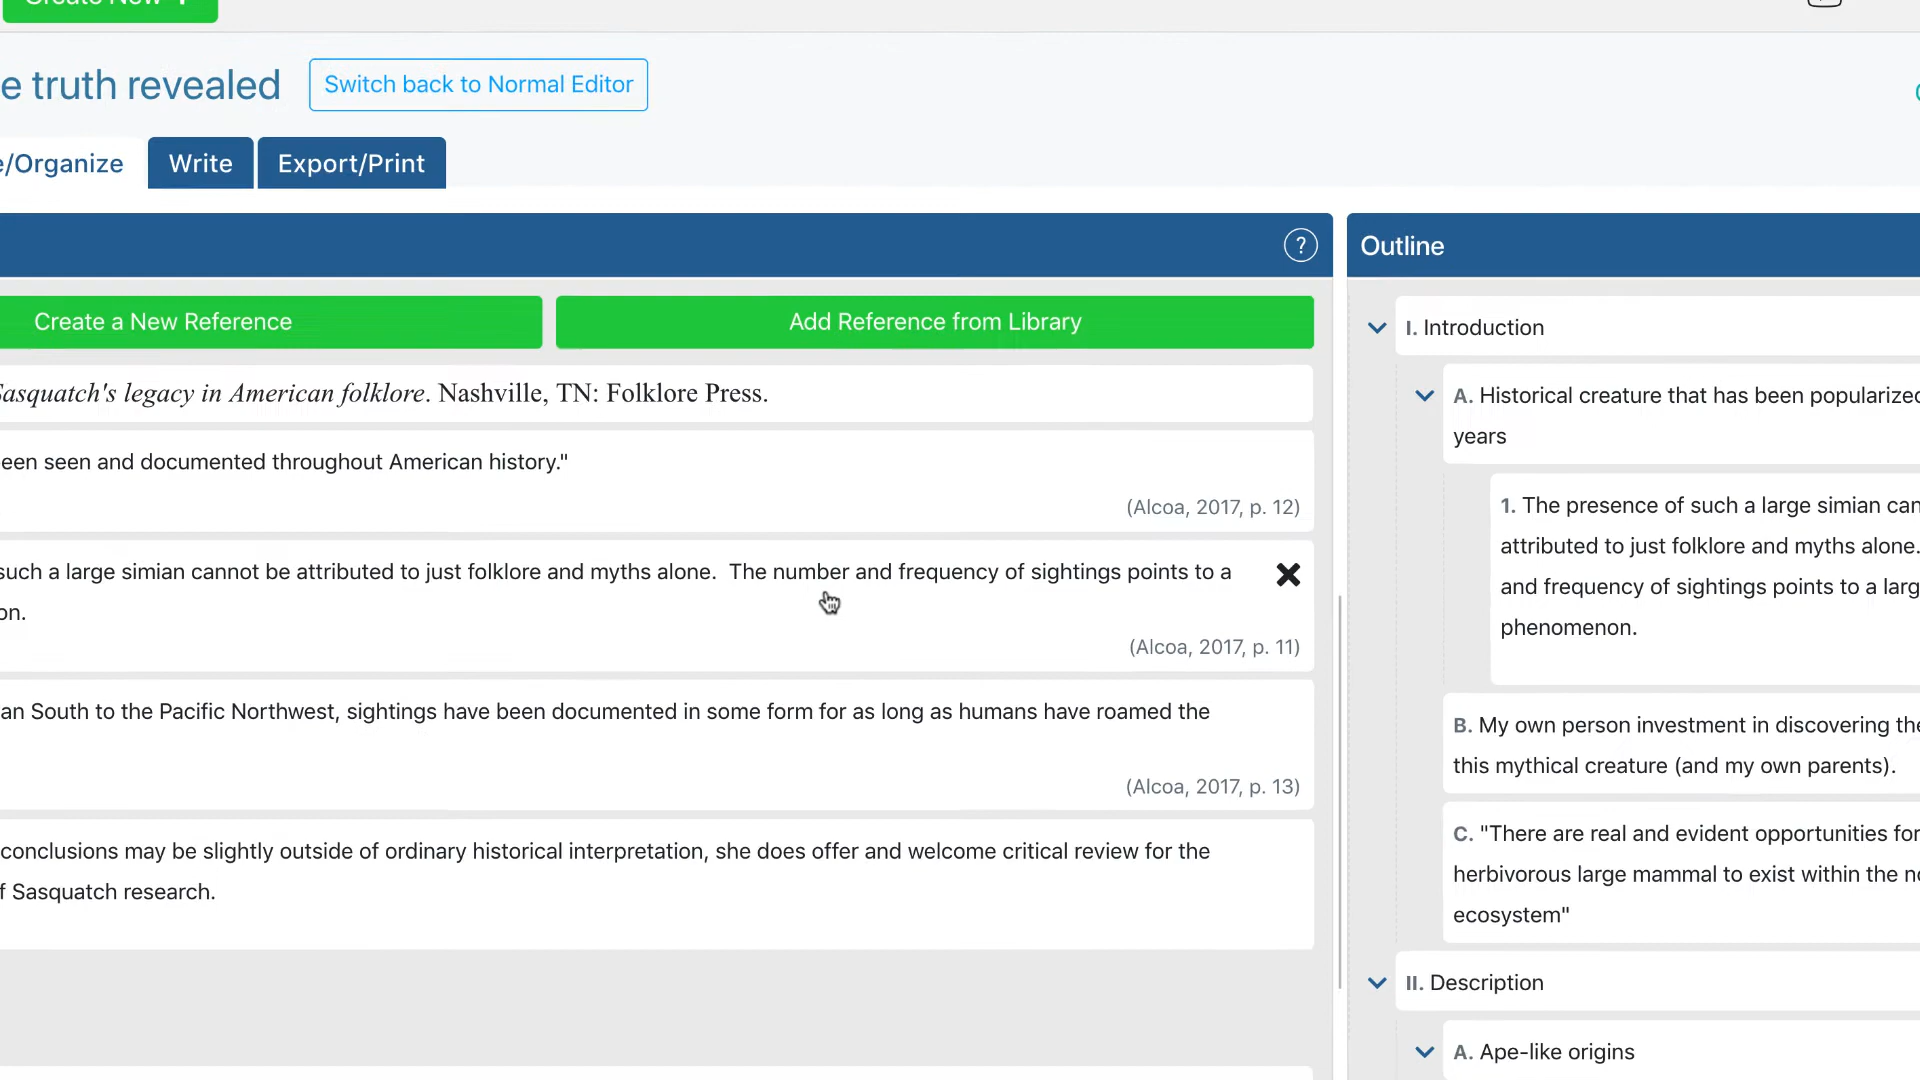 Create New +
e truth revealed
Switch back to Normal Editor
e/Organize
Write
Export/Print
?
Create a New Reference
Add Reference from Library
Sasquatch's legacy in American folklore. Nashville, TN: Folklore Press.
een seen and documented throughout American history."
(Alcoa, 2017, p. 12)
such a large simian cannot be attributed to just folklore and myths alone.  The number and frequency of sightings points to a
on.
(Alcoa, 2017, p. 11)
an South to the Pacific Northwest, sightings have been documented in some form for as long as humans have roamed the
(Alcoa, 2017, p. 13)
conclusions may be slightly outside of ordinary historical interpretation, she does offer and welcome critical review for the
f Sasquatch research.
Outline
I. Introduction
A. Historical creature that has been popularized
years
1. The presence of such a large simian can
attributed to just folklore and myths alone.
and frequency of sightings points to a larg
phenomenon.
B. My own person investment in discovering the
this mythical creature (and my own parents).
C. "There are real and evident opportunities for
herbivorous large mammal to exist within the no
ecosystem"
II. Description
A. Ape-like origins